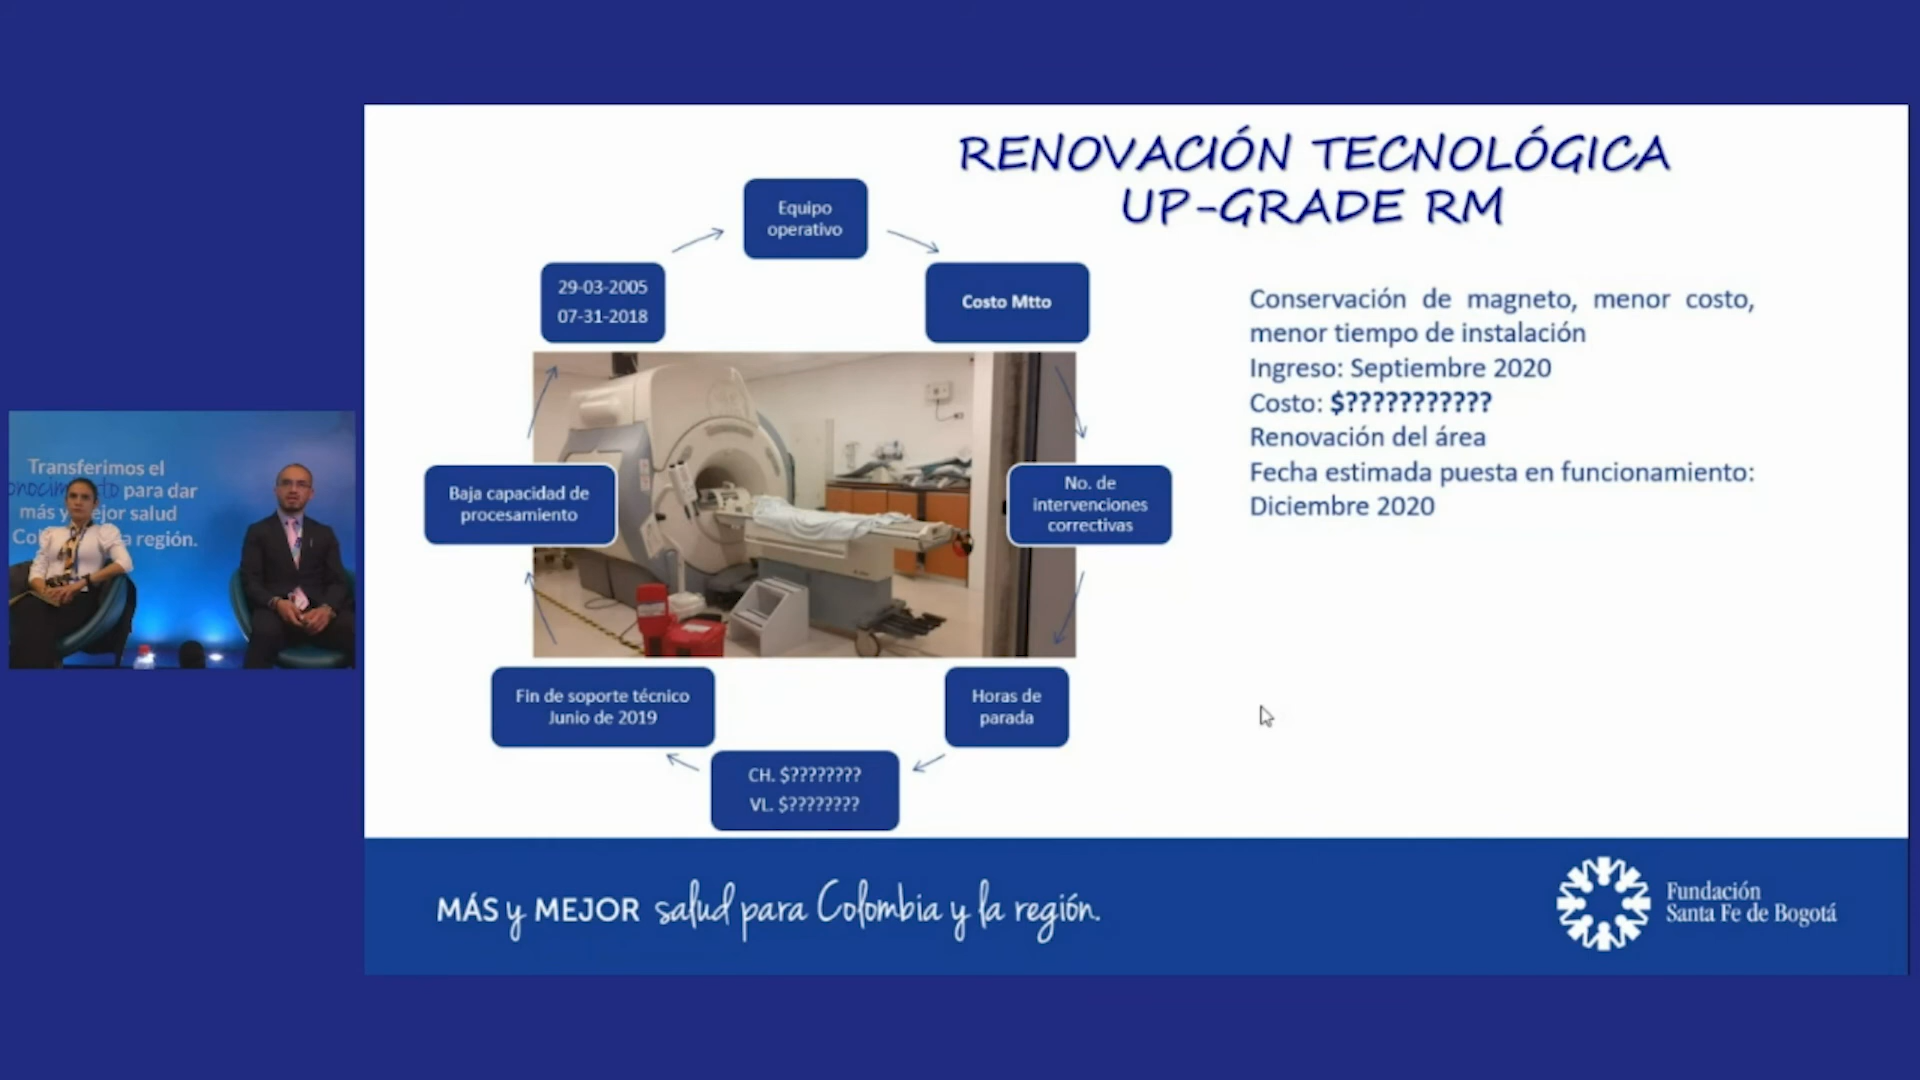 RENOVACIÓN TECNOLÓGICA
UP-GRADE RM
Equipo
operativo
29-03-2005
07-31-2018
Costo Mtto
Baja capacidad de
procesamiento
No. de
intervenciones
correctivas
Fin de soporte técnico
Junio de 2019
Horas de
parada
CH. $????????
VL. $????????
Conservación de magneto, menor costo,
menor tiempo de instalación
Ingreso: Septiembre 2020
Costo: $???????????
Renovación del área
Fecha estimada puesta en funcionamiento:
Diciembre 2020
Transferimos el
para dar
más y mejor salud
región.
MÁS y MEJOR salud para Colombia y la región.
Fundación
Santa Fe de Bogotá